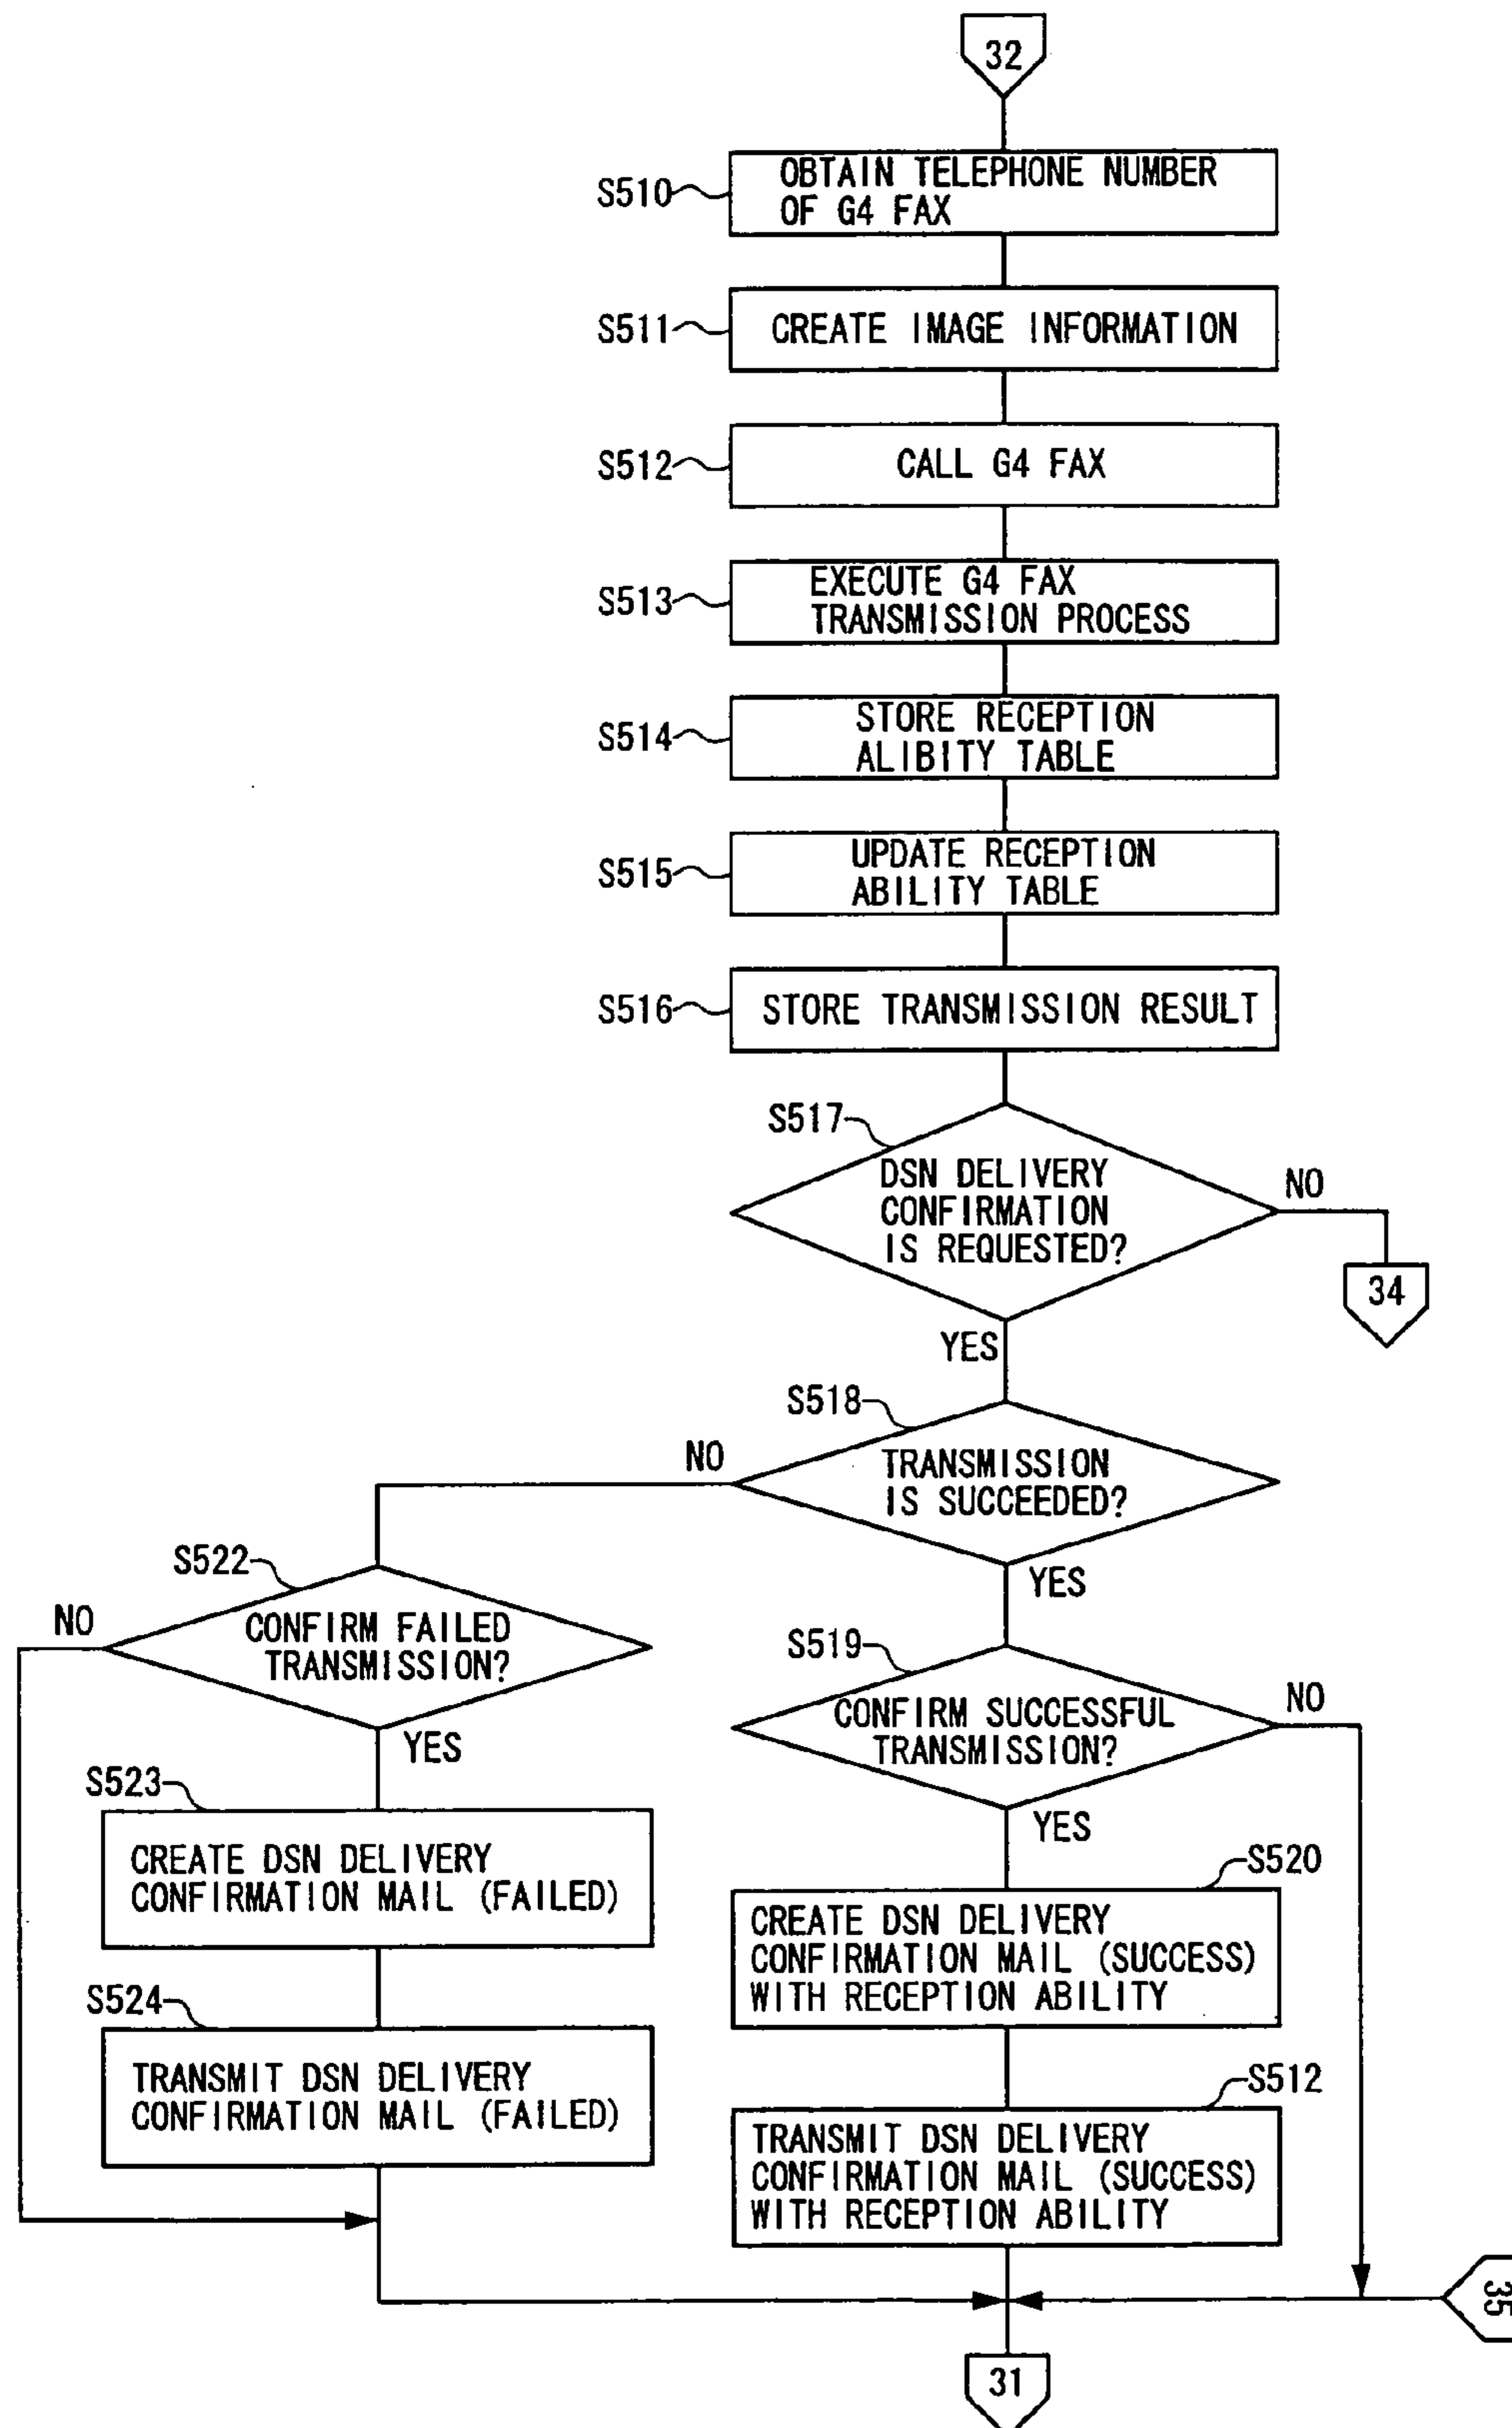 32
S510
OBTAIN TELEPHONE NUMBER
OF G4 FAX
S511
CREATE IMAGE INFORMATION
S512
CALL G4 FAX
S513
EXECUTE G4 FAX
TRANSMISSION PROCESS
S514
STORE RECEPTION
ALIBITY TABLE
S515
UPDATE RECEPTION
ABILITY TABLE
S516
STORE TRANSMISSION RESULT
S517
DSN DELIVERY
CONFIRMATION
IS REQUESTED?
NO
34
YES
S518
TRANSMISSION
IS SUCCEEDED?
NO
YES
S522
CONFIRM FAILED
TRANSMISSION?
NO
YES
S519
CONFIRM SUCCESSFUL
TRANSMISSION?
NO
YES
S523
CREATE DSN DELIVERY
CONFIRMATION MAIL (FAILED)
S520
CREATE DSN DELIVERY
CONFIRMATION MAIL (SUCCESS)
WITH RECEPTION ABILITY
S524
TRANSMIT DSN DELIVERY
CONFIRMATION MAIL (FAILED)
S512
TRANSMIT DSN DELIVERY
CONFIRMATION MAIL (SUCCESS)
WITH RECEPTION ABILITY
35
31